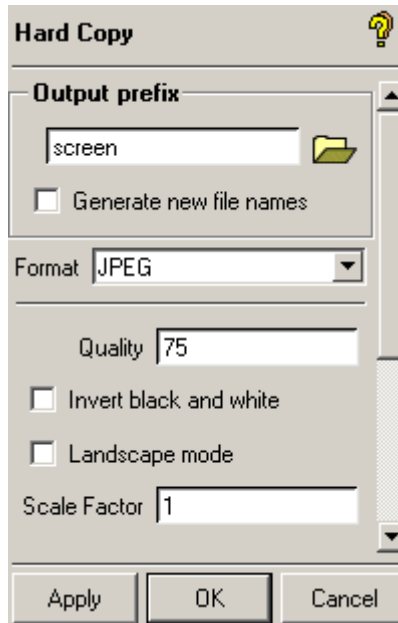 Hard Copy
Output prefix
screen
Generate new file names
Format JPEG
Quality 75
Invert black and white
Landscape mode
Scale Factor 1
Apply OK Cancel